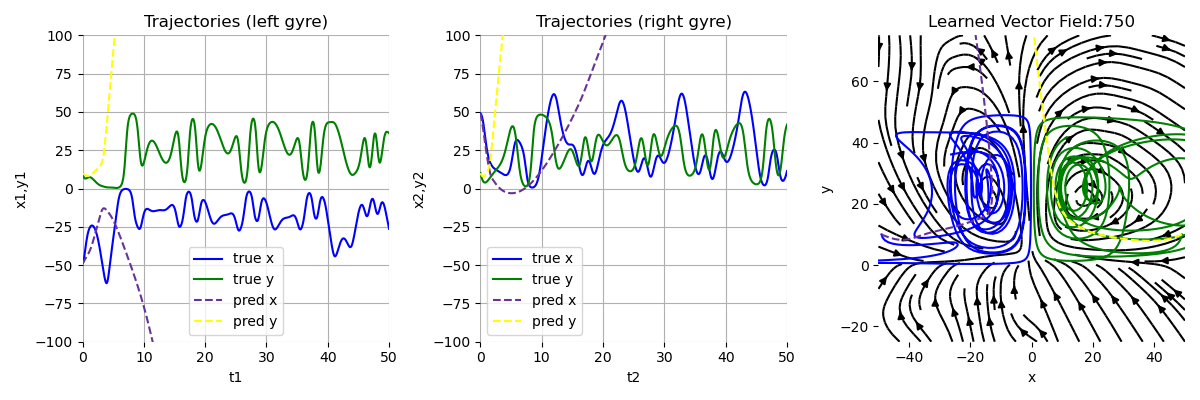 Trajectories (left gyre)
100
75
50
25
0
−25
−50
−75
−100
x1,y1
0
10
20
30
40
50
t1
true x
true y
pred x
pred y
Trajectories (right gyre)
100
75
50
25
0
−25
−50
−75
−100
x2,y2
0
10
20
30
40
50
t2
true x
true y
pred x
pred y
Learned Vector Field:750
60
40
20
0
−20
y
−40
−20
0
20
40
x